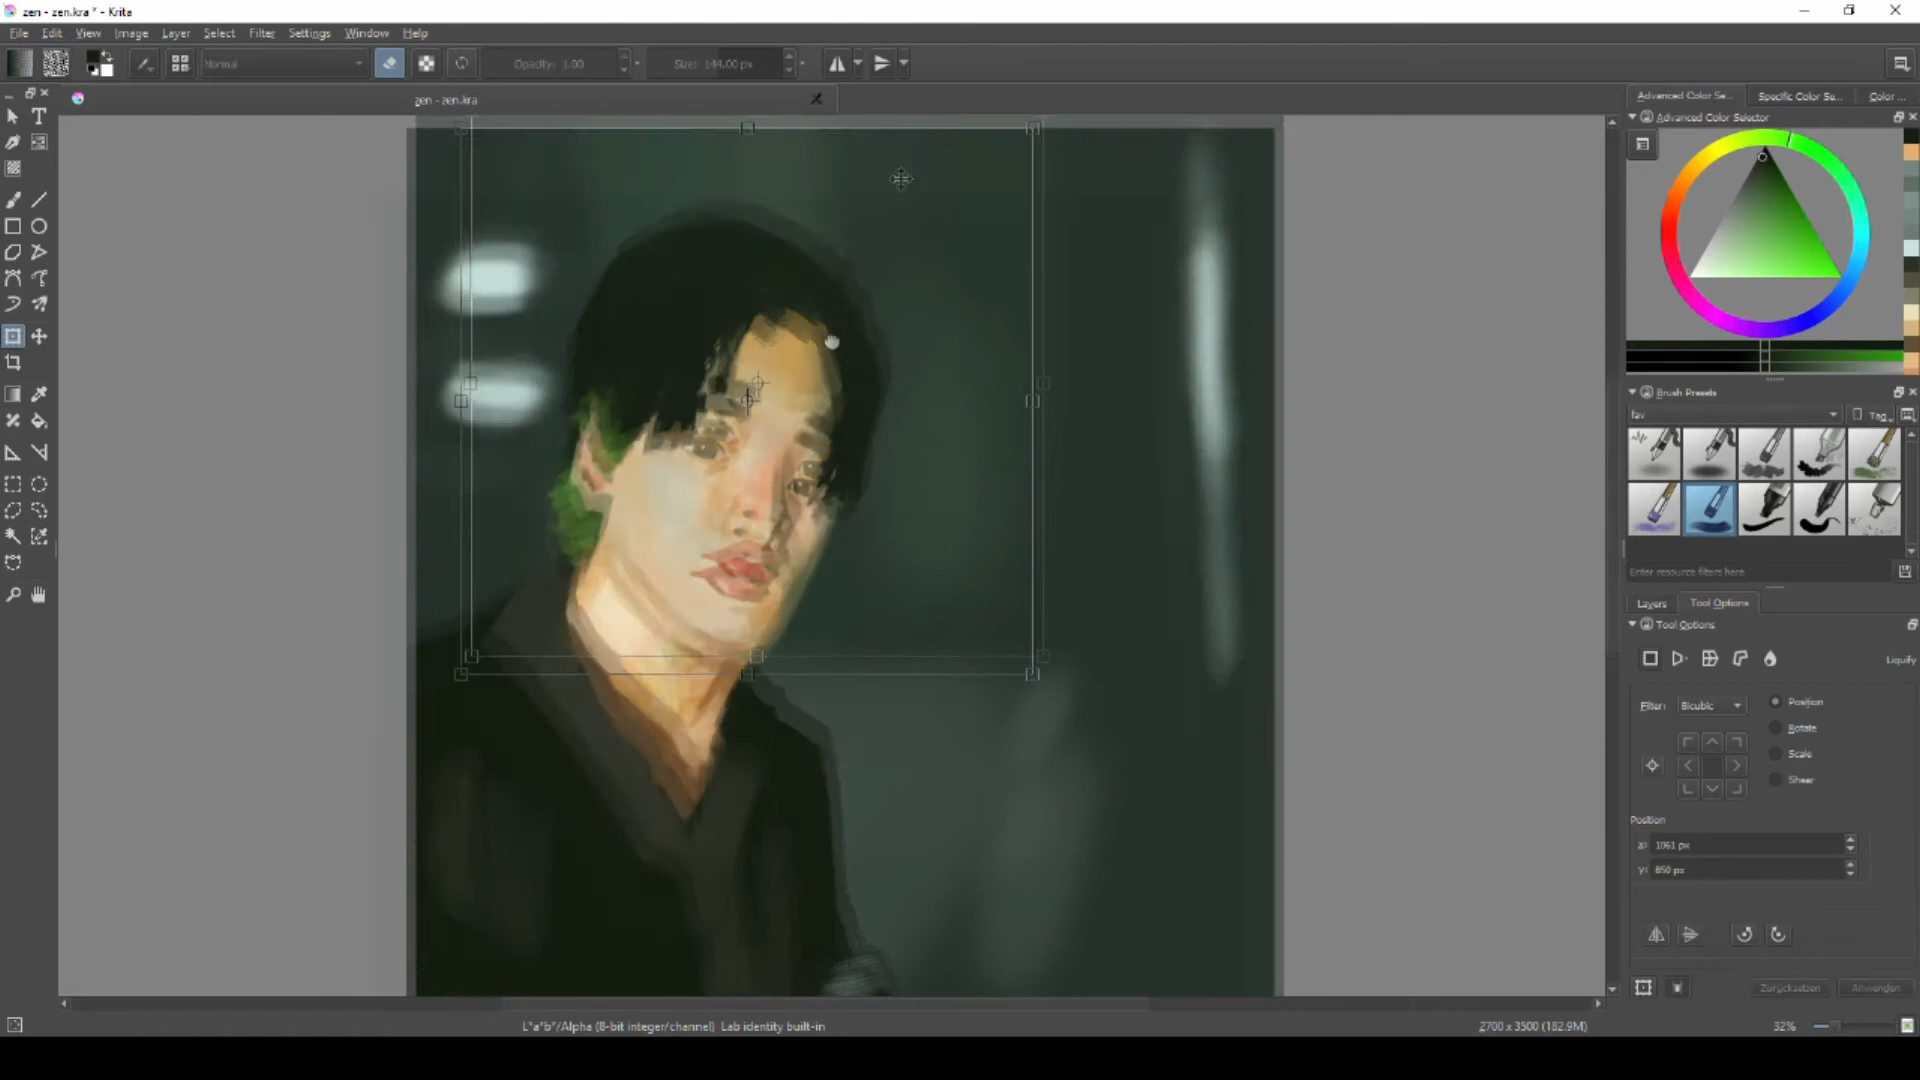 zen - zen.kra * - Krita
File Edit View Image Layer Select Filter Settings Window Help
Normal Opacity: 1.00 Size: 144.00 px
zen - zen.kra
Advanced Color Se... Specific Color Se... Color ...
Advanced Color Selector
Brush Presets
fav Tag
Enter resource filters here
Layers Tool Options
Tool Options
Liquify
Filter: Bicubic Position
Rotate
Scale
Shear
Position
x: 1061 px
y: 850 px
Zurücksetzen Anwenden
L*a*b*/Alpha (8-bit integer/channel) Lab identity built-in 2700 x 3500 (182.9M) 32%